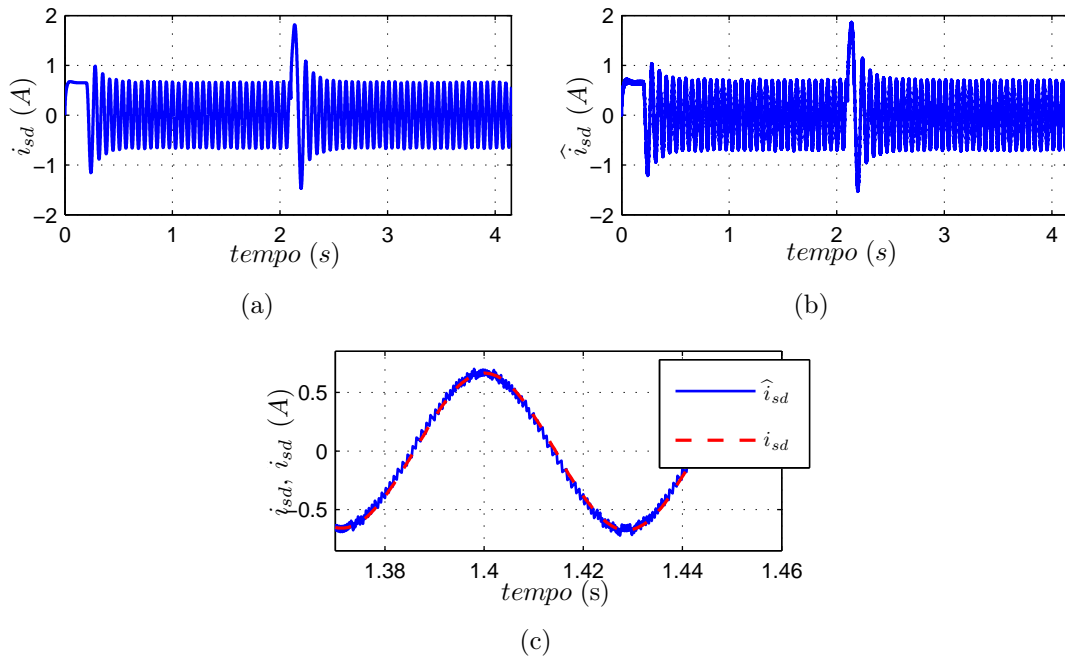 2
1
0
−1
−2
i_sd (A)
0 1 2 3 4
tempo (s)
(a)
2
1
0
−1
−2
î_sd (A)
0 1 2 3 4
tempo (s)
(b)
0.5
0
−0.5
î_sd, i_sd (A)
1.38 1.4 1.42 1.44 1.46
tempo (s)
î_sd
i_sd
(c)